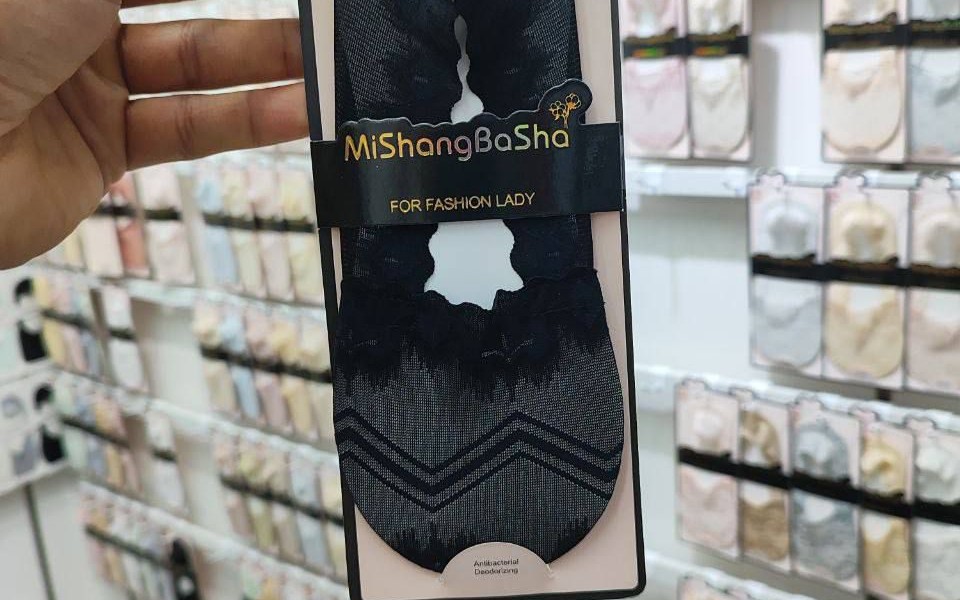 MiShangBaSha
FOR FASHION LADY
Antibacterial
Deodorizing